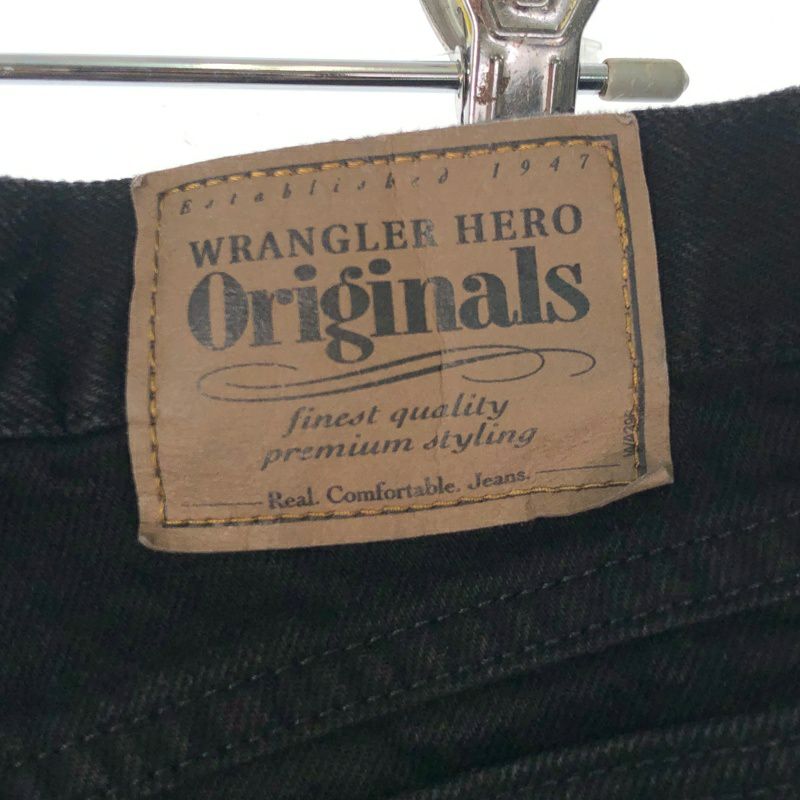 Established 1947
WRANGLER HERO
Originals
finest quality
premium styling
Real. Comfortable. Jeans.